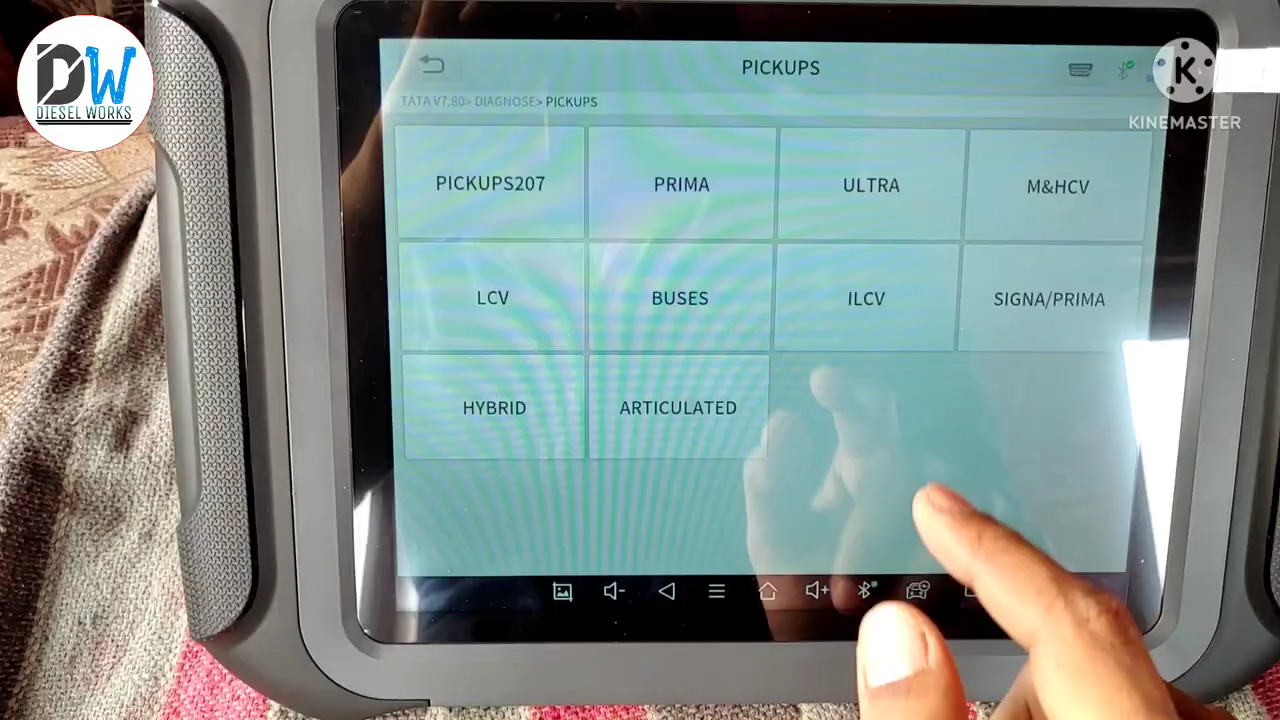 DW
DIESEL WORKS
PICKUPS
K
KINEMASTER
TATA V7.80> DIAGNOSE> PICKUPS
PICKUPS207
PRIMA
ULTRA
M&HCV
LCV
BUSES
ILCV
SIGNA/PRIMA
HYBRID
ARTICULATED